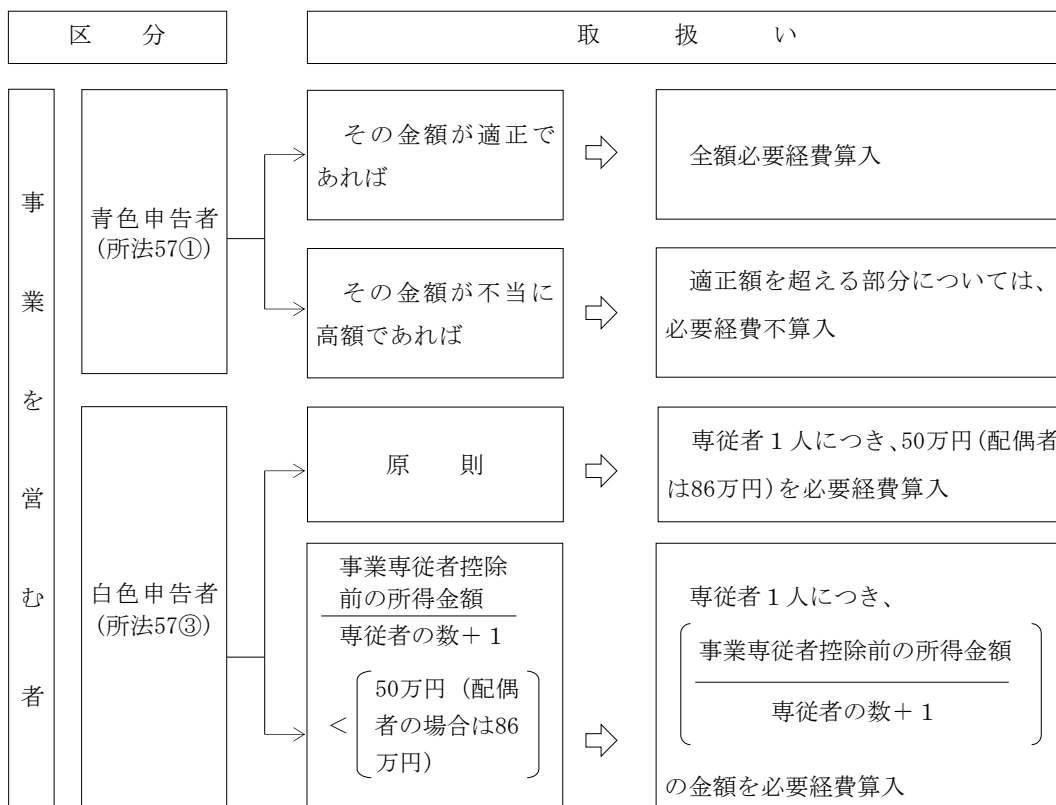 区　分
取　扱　い
事業を営む者
青色申告者
(所法57①)
その金額が適正で
あれば
全額必要経費算入
その金額が不当に
高額であれば
適正額を超える部分については、
必要経費不算入
白色申告者
(所法57③)
原　則
専従者１人につき､50万円(配偶者
は86万円)を必要経費算入
事業専従者控除
前の所得金額
専従者の数＋１
＜
50万円（配偶
者の場合は86
万円）
専従者１人につき、
事業専従者控除前の所得金額
専従者の数＋１
の金額を必要経費算入